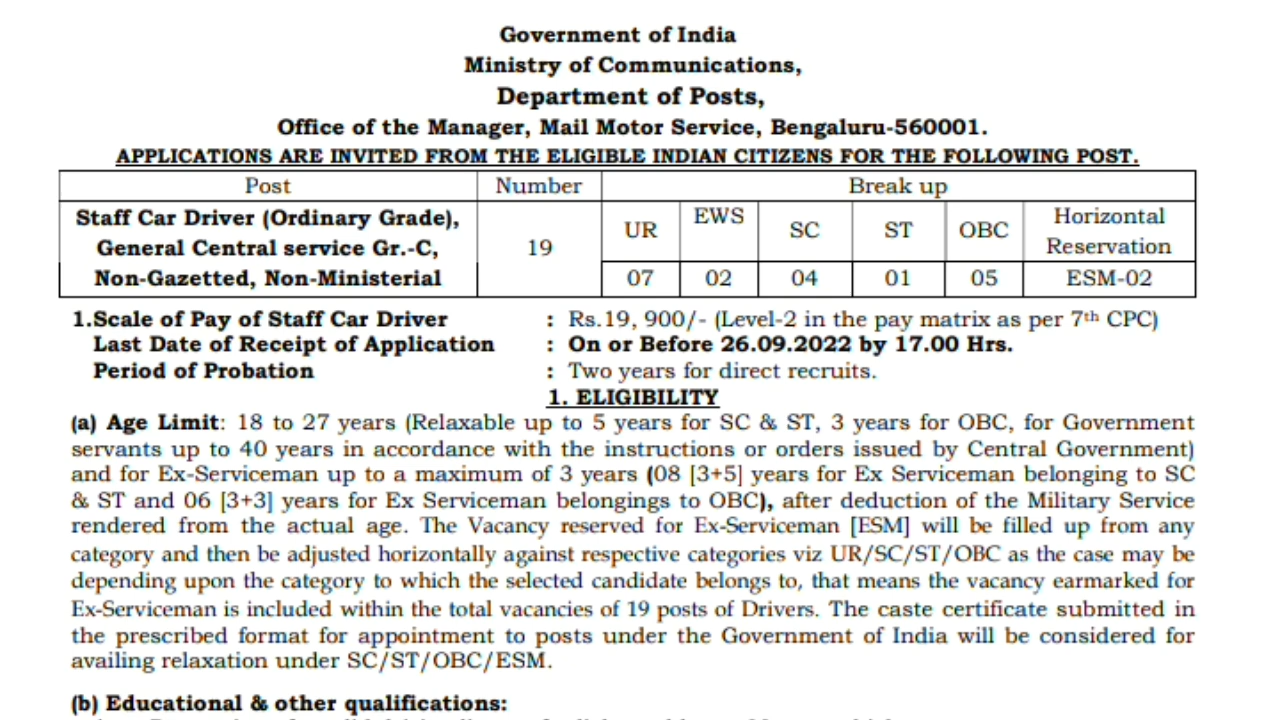 Government of India
Ministry of Communications,
Department of Posts,
Office of the Manager, Mail Motor Service, Bengaluru-560001.
APPLICATIONS ARE INVITED FROM THE ELIGIBLE INDIAN CITIZENS FOR THE FOLLOWING POST.
Post Number Break up
Staff Car Driver (Ordinary Grade), General Central service Gr.-C, Non-Gazetted, Non-Ministerial
19
UR EWS SC ST OBC Horizontal Reservation
07 02 04 01 05 ESM-02
1.Scale of Pay of Staff Car Driver : Rs.19, 900/- (Level-2 in the pay matrix as per 7th CPC)
Last Date of Receipt of Application : On or Before 26.09.2022 by 17.00 Hrs.
Period of Probation : Two years for direct recruits.
1. ELIGIBILITY
(a) Age Limit: 18 to 27 years (Relaxable up to 5 years for SC & ST, 3 years for OBC, for Government
servants up to 40 years in accordance with the instructions or orders issued by Central Government)
and for Ex-Serviceman up to a maximum of 3 years (08 [3+5] years for Ex Serviceman belonging to SC
& ST and 06 [3+3] years for Ex Serviceman belongings to OBC), after deduction of the Military Service
rendered from the actual age. The Vacancy reserved for Ex-Serviceman [ESM] will be filled up from any
category and then be adjusted horizontally against respective categories viz UR/SC/ST/OBC as the case may be
depending upon the category to which the selected candidate belongs to, that means the vacancy earmarked for
Ex-Serviceman is included within the total vacancies of 19 posts of Drivers. The caste certificate submitted in
the prescribed format for appointment to posts under the Government of India will be considered for
availing relaxation under SC/ST/OBC/ESM.
(b) Educational & other qualifications: